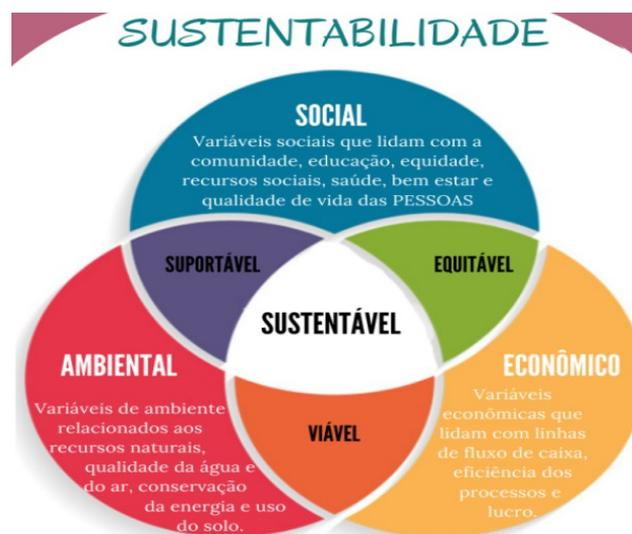 SUSTENTABILIDADE
SOCIAL
Variáveis sociais que lidam com a
comunidade, educação, equidade,
recursos sociais, saúde, bem estar e
qualidade de vida das PESSOAS
SUPORTÁVEL
EQUITÁVEL
SUSTENTÁVEL
AMBIENTAL
Variáveis de ambiente
relacionados aos
recursos naturais,
qualidade da água e
do ar, conservação
da energia e uso
do solo.
VIÁVEL
ECONÔMICO
Variáveis
econômicas que
lidam com linhas
de fluxo de caixa,
eficiência dos
processos e
lucro.